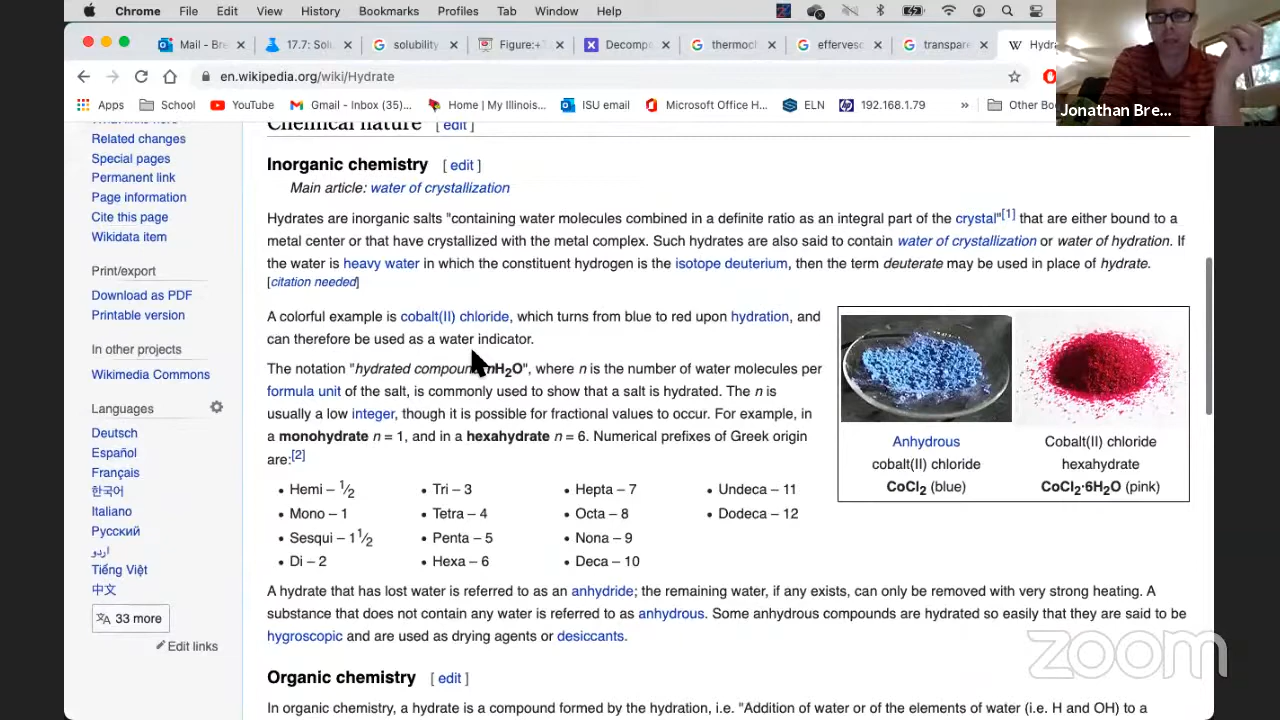 Chrome File Edit View History Bookmarks Profiles Tab Window Help
Mail - Bre 17.7: Solu solubility Figure:+7 Decomp thermoch effervesc transpare Hydra
en.wikipedia.org/wiki/Hydrate
Apps School YouTube Gmail - Inbox (35)... Home | My Illinois... ISU email Microsoft Office H... ELN 192.168.1.79 » Other Bo
Jonathan Bre...
Related changes
Special pages
Permanent link
Page information
Cite this page
Wikidata item
Print/export
Download as PDF
Printable version
In other projects
Wikimedia Commons
Languages
Deutsch
Español
Français
한국어
Italiano
Русский
اردو
Tiếng Việt
中文
33 more
Edit links
Chemical nature [ edit ]
Inorganic chemistry [ edit ]
Main article: water of crystallization
Hydrates are inorganic salts "containing water molecules combined in a definite ratio as an integral part of the crystal"[1] that are either bound to a
metal center or that have crystallized with the metal complex. Such hydrates are also said to contain water of crystallization or water of hydration. If
the water is heavy water in which the constituent hydrogen is the isotope deuterium, then the term deuterate may be used in place of hydrate.
[citation needed]
A colorful example is cobalt(II) chloride, which turns from blue to red upon hydration, and
can therefore be used as a water indicator.
The notation "hydrated compoun nH₂O", where n is the number of water molecules per
formula unit of the salt, is commonly used to show that a salt is hydrated. The n is
usually a low integer, though it is possible for fractional values to occur. For example, in
a monohydrate n = 1, and in a hexahydrate n = 6. Numerical prefixes of Greek origin
are:[2]
• Hemi – 1/2 • Tri – 3 • Hepta – 7 • Undeca – 11
• Mono – 1 • Tetra – 4 • Octa – 8 • Dodeca – 12
• Sesqui – 1 1/2 • Penta – 5 • Nona – 9
• Di – 2 • Hexa – 6 • Deca – 10
Anhydrous
cobalt(II) chloride
CoCl₂ (blue)
Cobalt(II) chloride
hexahydrate
CoCl₂·6H₂O (pink)
A hydrate that has lost water is referred to as an anhydride; the remaining water, if any exists, can only be removed with very strong heating. A
substance that does not contain any water is referred to as anhydrous. Some anhydrous compounds are hydrated so easily that they are said to be
hygroscopic and are used as drying agents or desiccants.
Organic chemistry [ edit ]
In organic chemistry, a hydrate is a compound formed by the hydration, i.e. "Addition of water or of the elements of water (i.e. H and OH) to a
zoom